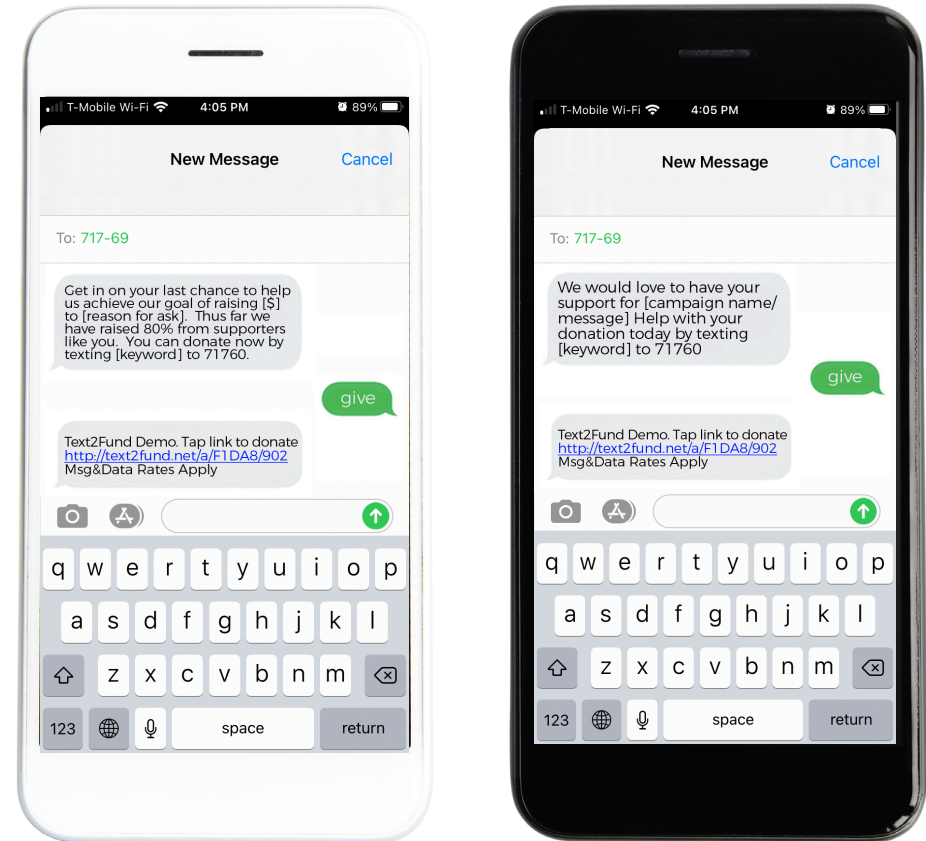 T-Mobile Wi-Fi 4:05 PM 89%
New Message Cancel
To: 717-69
Get in on your last chance to help
us achieve our goal of raising [$]
to [reason for ask].  Thus far we
have raised 80% from supporters
like you.  You can donate now by
texting [keyword] to 71760.
give
Text2Fund Demo. Tap link to donate
http://text2fund.net/a/F1DA8/902
Msg&Data Rates Apply
q w e r t y u i o p
a s d f g h j k l
z x c v b n m
123 space return
T-Mobile Wi-Fi 4:05 PM 89%
New Message Cancel
To: 717-69
We would love to have your
support for [campaign name/
message] Help with your
donation today by texting
[keyword] to 71760
give
Text2Fund Demo. Tap link to donate
http://text2fund.net/a/F1DA8/902
Msg&Data Rates Apply
q w e r t y u i o p
a s d f g h j k l
z x c v b n m
123 space return